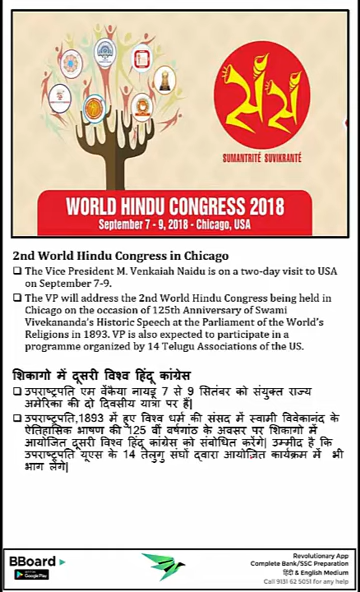 SUMANTRITÉ SUVIKRANTÉ
WORLD HINDU CONGRESS 2018
September 7 - 9, 2018 - Chicago, USA
2nd World Hindu Congress in Chicago
❑ The Vice President M. Venkaiah Naidu is on a two-day visit to USA
on September 7-9.
❑ The VP will address the 2nd World Hindu Congress being held in
Chicago on the occasion of 125th Anniversary of Swami
Vivekananda's Historic Speech at the Parliament of the World's
Religions in 1893. VP is also expected to participate in a
programme organized by 14 Telugu Associations of the US.
शिकागो में दूसरी विश्व हिंदू कांग्रेस
❑ उपराष्ट्रपति एम वेंकैया नायडू 7 से 9 सितंबर को संयुक्त राज्य
अमेरिका की दो दिवसीय यात्रा पर हैं|
❑ उपराष्ट्रपति,1893 में हुए विश्व धर्म की संसद में स्वामी विवेकानंद के
ऐतिहासिक भाषण की 125 वीं वर्षगांठ के अवसर पर शिकागो में
आयोजित दूसरी विश्व हिंदू कांग्रेस को संबोधित करेंगे| उम्मीद है कि
उपराष्ट्रपति यूएस के 14 तेलुगु संघों द्वारा आयोजित कार्यक्रम में भी
भाग लेंगे|
BBoard
Google Play
Revolutionary App
Complete Bank/SSC Preparation
हिंदी & English Medium
Call 9131 62 5051 for any help